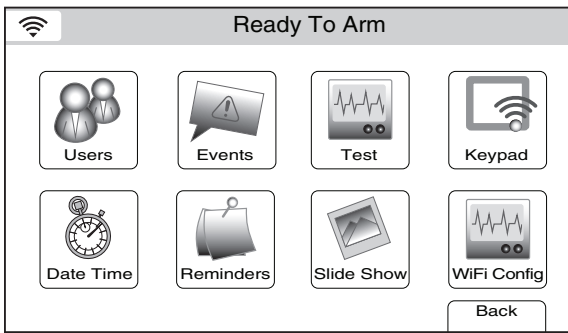 Ready To Arm
Users
Events
Test
Keypad
Date Time
Reminders
Slide Show
WiFi Config
Back